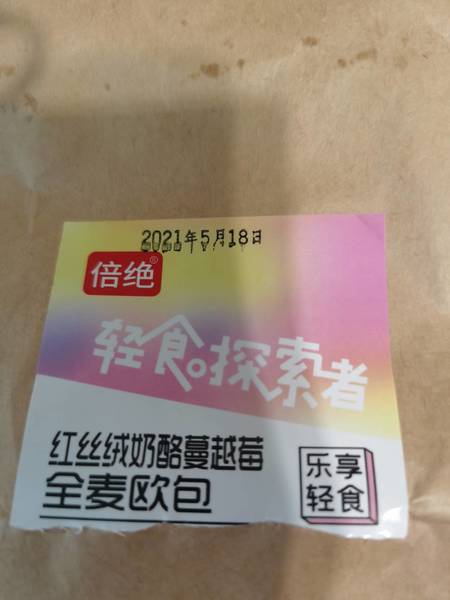 2021年5月18日
倍绝®
轻食。探索者
红丝绒奶酪蔓越莓
全麦欧包
乐享
轻食